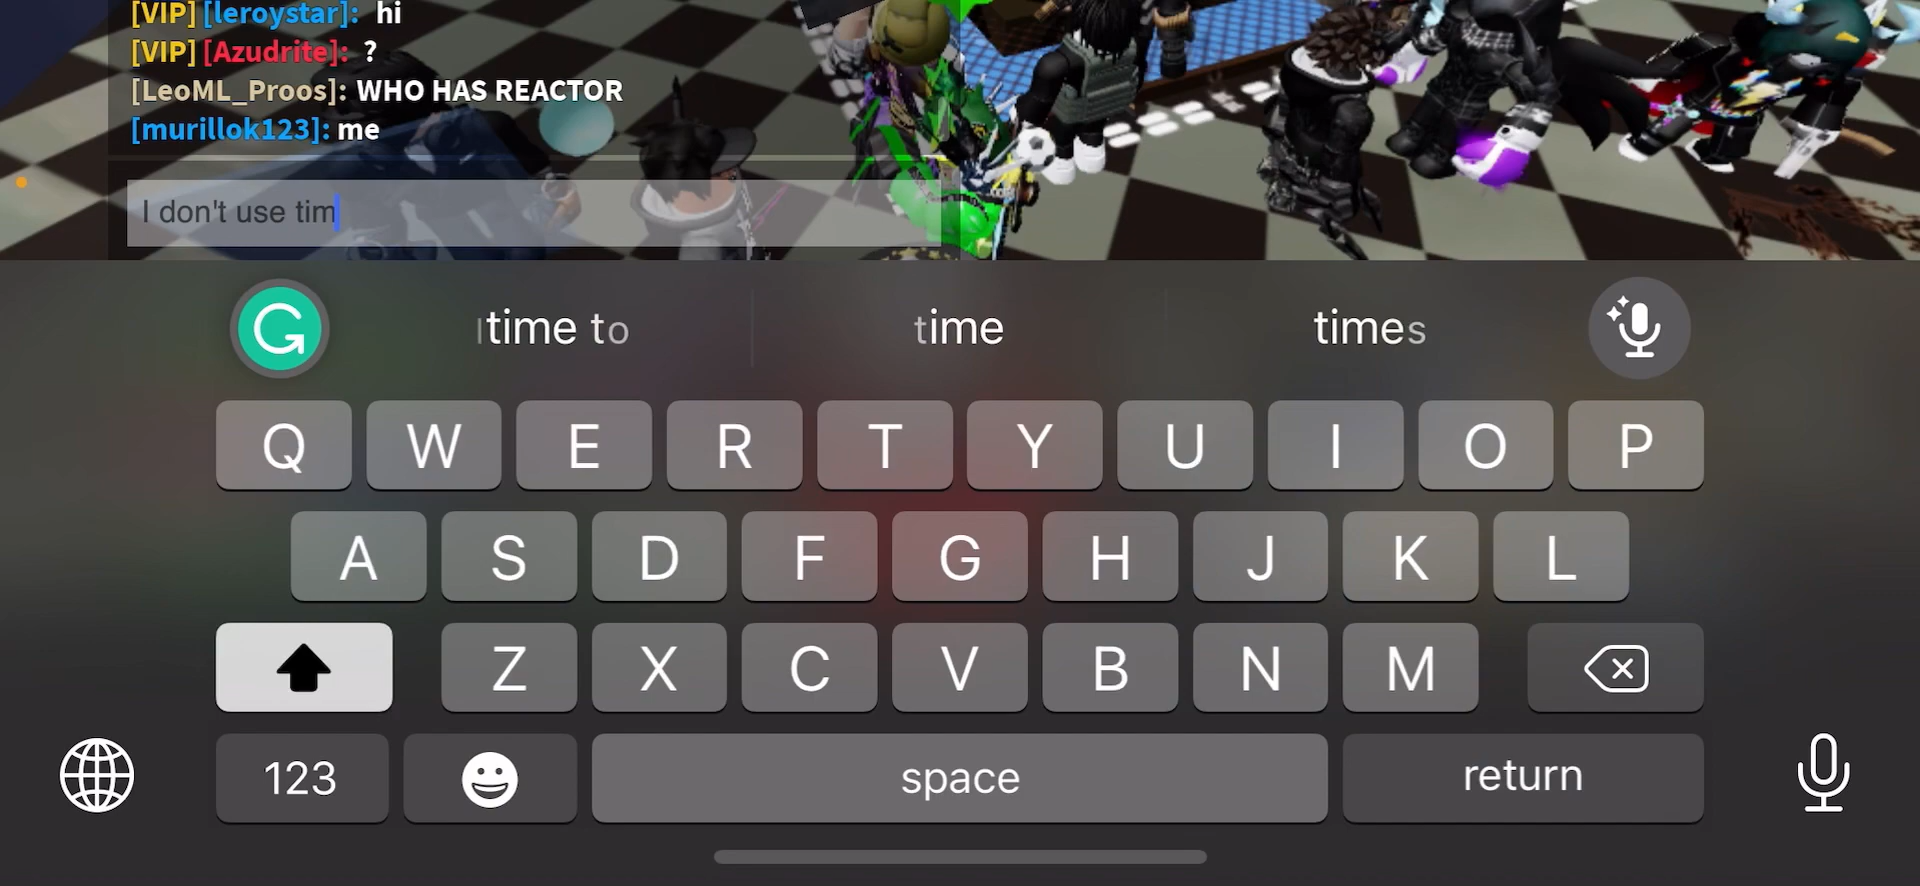 [VIP] [leroystar]: hi
[VIP] [Azudrite]: ?
[LeoML_Proos]: WHO HAS REACTOR
[murillok123]: me
I don't use tim
time to time times
Q W E R T Y U I O P
A S D F G H J K L
Z X C V B N M
123 space return